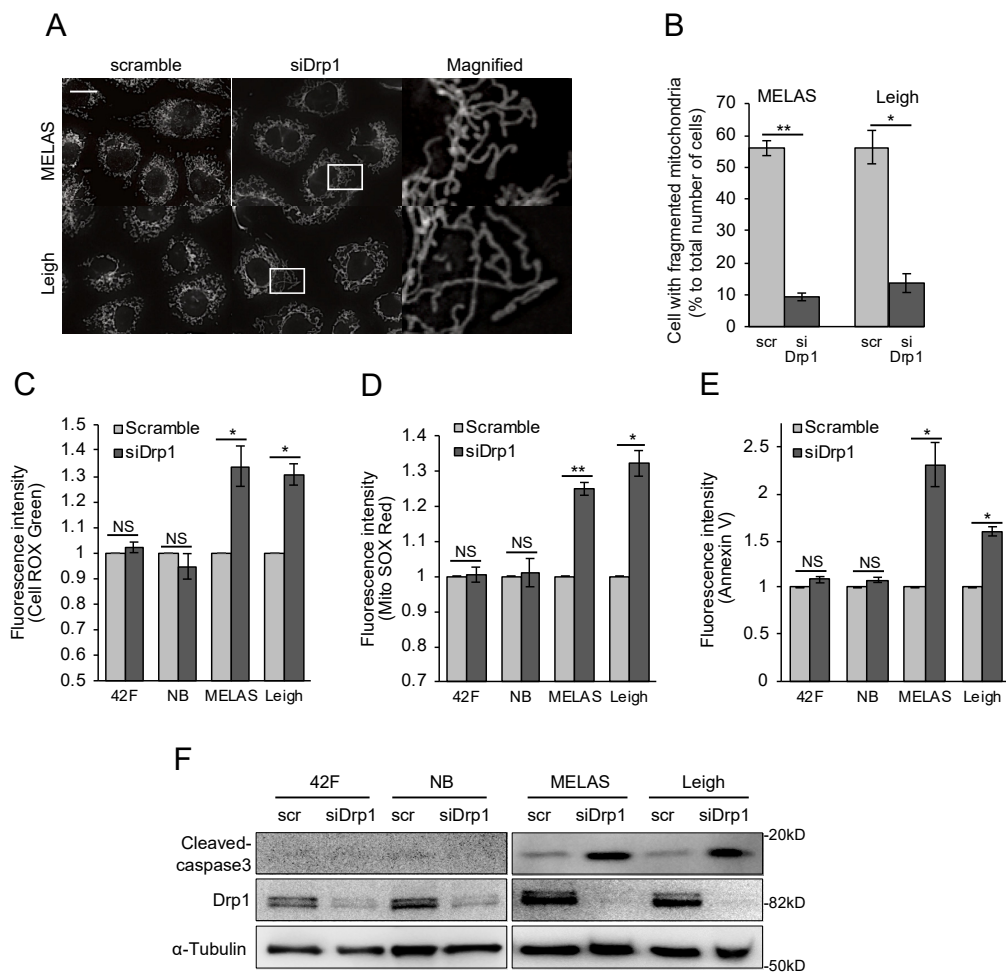 A
scramble
siDrp1
Magnified
MELAS
Leigh
B
Cell with fragmented mitochondria
(% to total number of cells)
70
60
50
40
30
20
10
0
MELAS
Leigh
**
*
scr
si
Drp1
scr
si
Drp1
C
Fluorescence intensity
(Cell ROX Green)
1.5
1.4
1.3
1.2
1.1
1
0.9
0.8
0.7
0.6
0.5
Scramble
siDrp1
NS
NS
*
*
42F
NB
MELAS
Leigh
D
Fluorescence intensity
(Mito SOX Red)
1.4
1.3
1.2
1.1
1
0.9
0.8
0.7
Scramble
siDrp1
NS
NS
**
*
42F
NB
MELAS
Leigh
E
Fluorescence intensity
(Annexin V)
2.5
2
1.5
1
0.5
0
Scramble
siDrp1
NS
NS
*
*
42F
NB
MELAS
Leigh
F
42F
NB
MELAS
Leigh
scr
siDrp1
scr
siDrp1
scr
siDrp1
scr
siDrp1
Cleaved-
caspase3
-20kD
Drp1
-82kD
α-Tubulin
-50kD